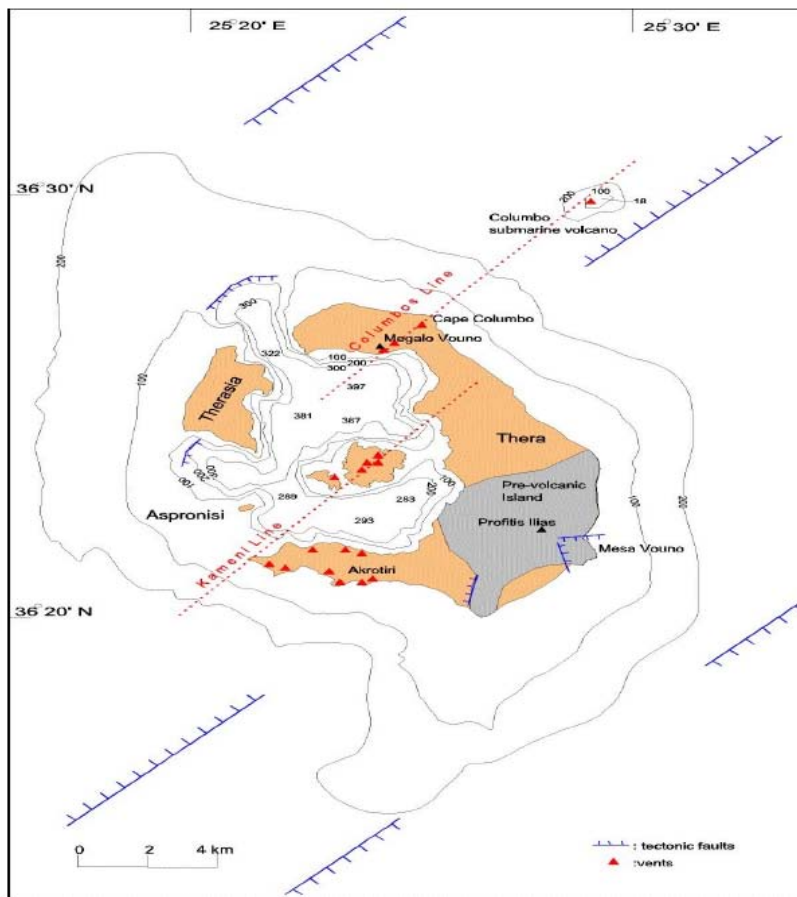 25°20' E
25°30' E
36°30' N
200
100
18
Columbo
submarine volcano
200
Columbos Line
300
Cape Columbo
Megalo Vouno
322
100
200
300
397
100
Therasia
381
367
Thera
100
200
300
289
283
200
100
Pre-volcanic
Island
100
200
Aspronisi
293
Profitis Ilias
Mesa Vouno
Kameni Line
Akrotiri
36°20' N
0 2 4 km
: tectonic faults
:vents